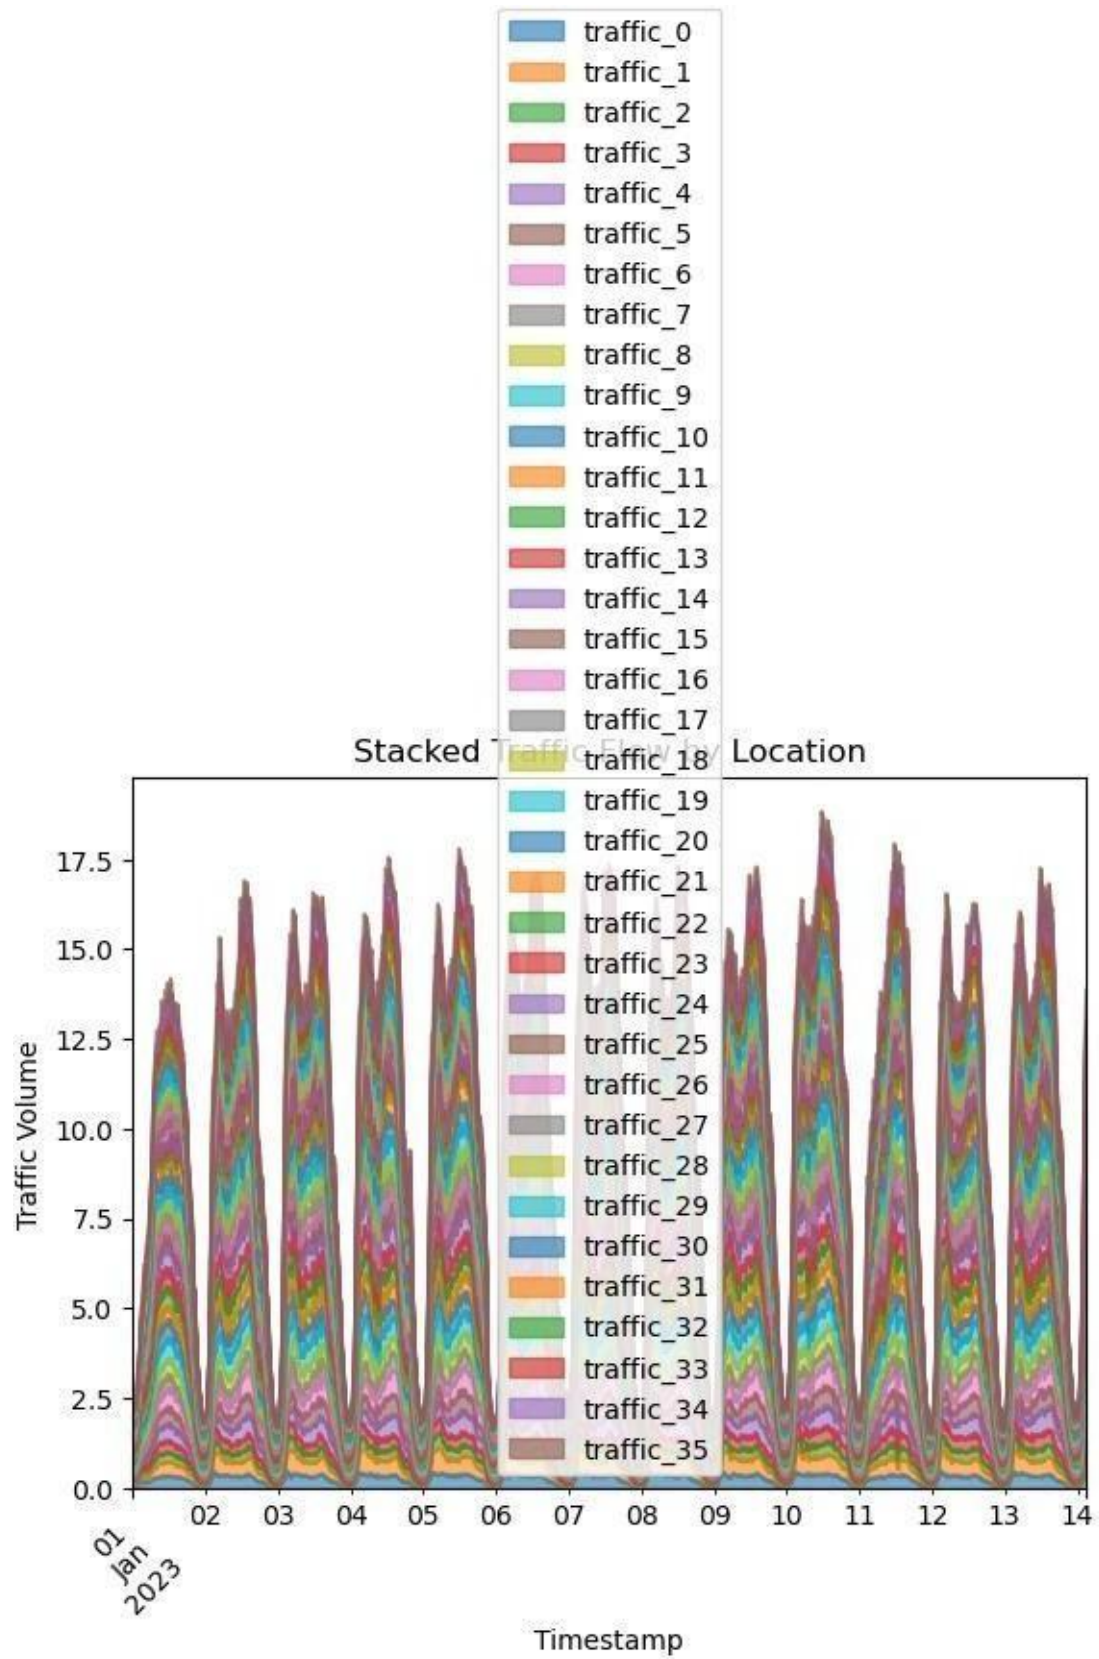 traffic_0
traffic_1
traffic_2
traffic_3
traffic_4
traffic_5
traffic_6
traffic_7
traffic_8
traffic_9
traffic_10
traffic_11
traffic_12
traffic_13
traffic_14
traffic_15
traffic_16
traffic_17
Stacked Traffic Flow by Location
traffic_18
traffic_19
traffic_20
traffic_21
traffic_22
traffic_23
traffic_24
traffic_25
traffic_26
traffic_27
traffic_28
traffic_29
traffic_30
traffic_31
traffic_32
traffic_33
traffic_34
traffic_35
Traffic Volume
17.5
15.0
12.5
10.0
7.5
5.0
2.5
0.0
01 02 03 04 05 06 07 08 09 10 11 12 13 14
Jan
2023
Timestamp